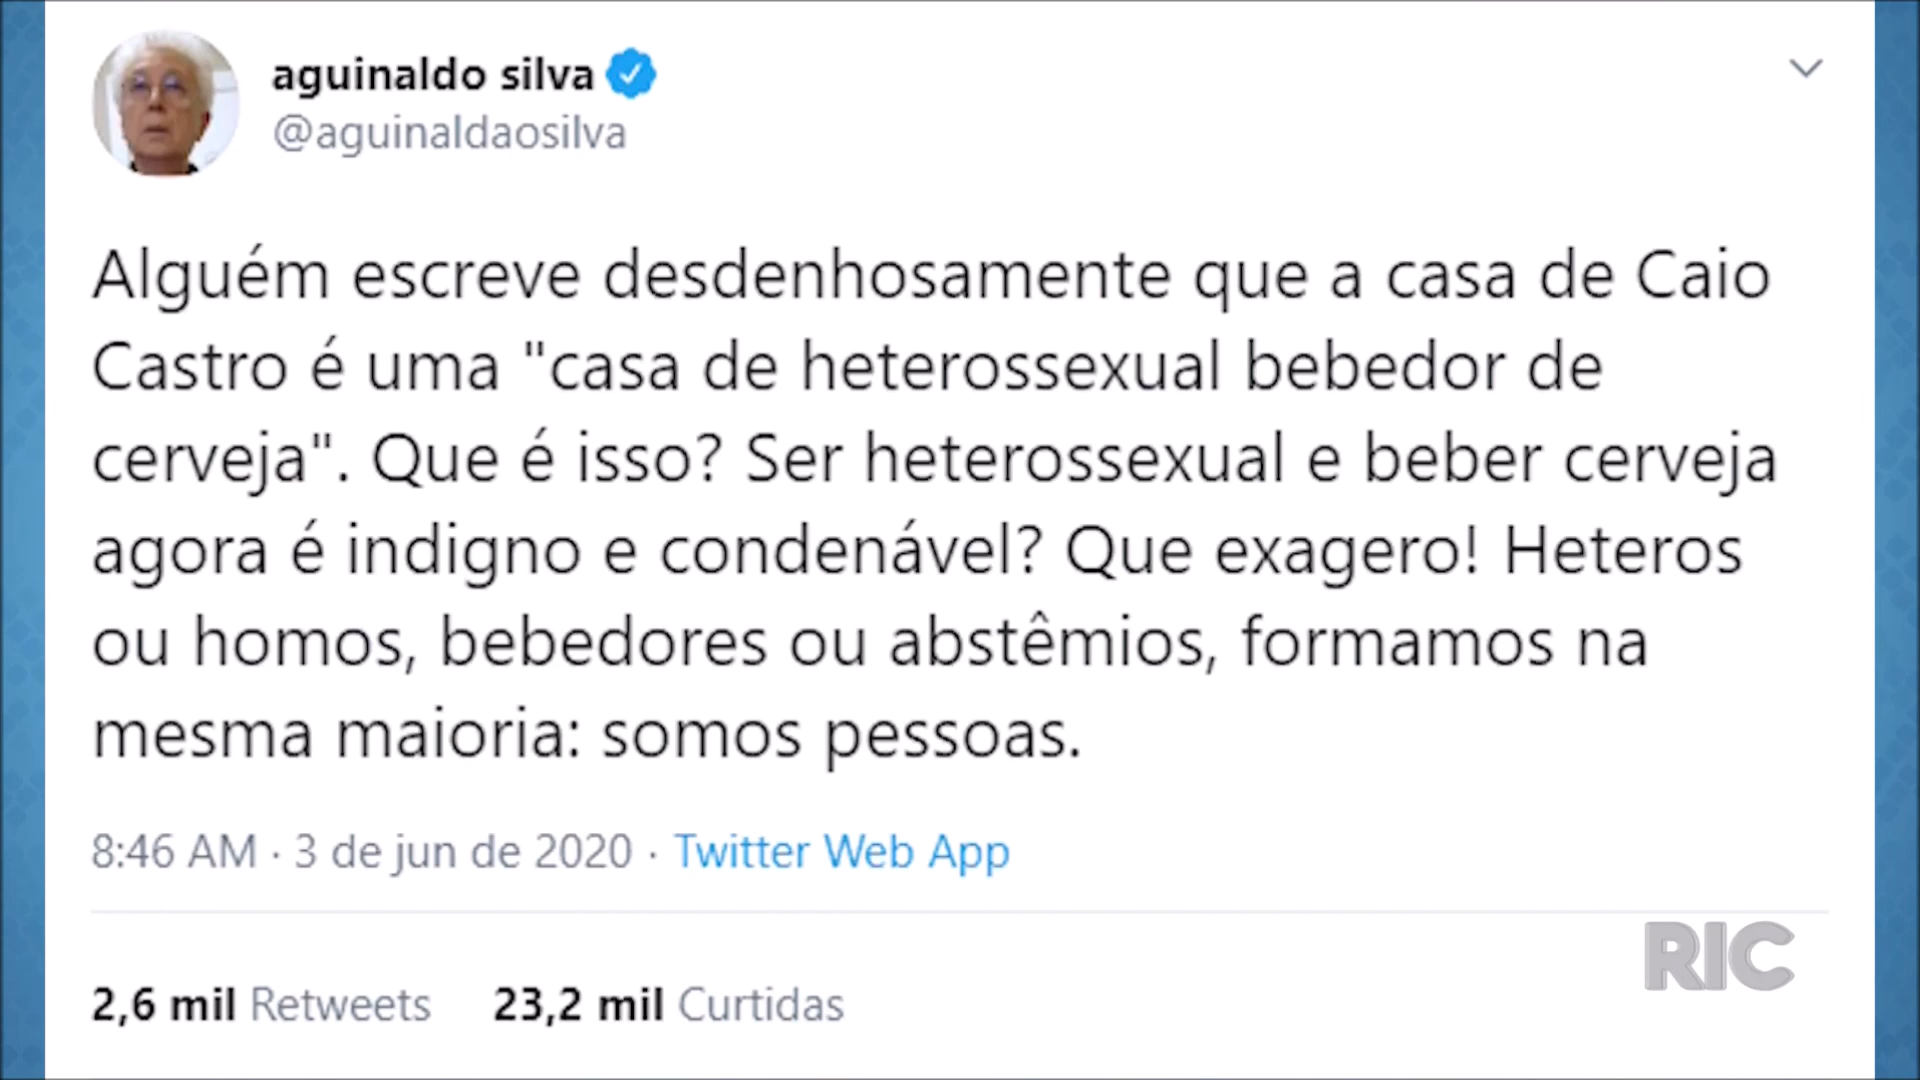 aguinaldo silva
@aguinaldaosilva
Alguém escreve desdenhosamente que a casa de Caio
Castro é uma "casa de heterossexual bebedor de
cerveja". Que é isso? Ser heterossexual e beber cerveja
agora é indigno e condenável? Que exagero! Heteros
ou homos, bebedores ou abstêmios, formamos na
mesma maioria: somos pessoas.
8:46 AM · 3 de jun de 2020 · Twitter Web App
RIC
2,6 mil Retweets 23,2 mil Curtidas